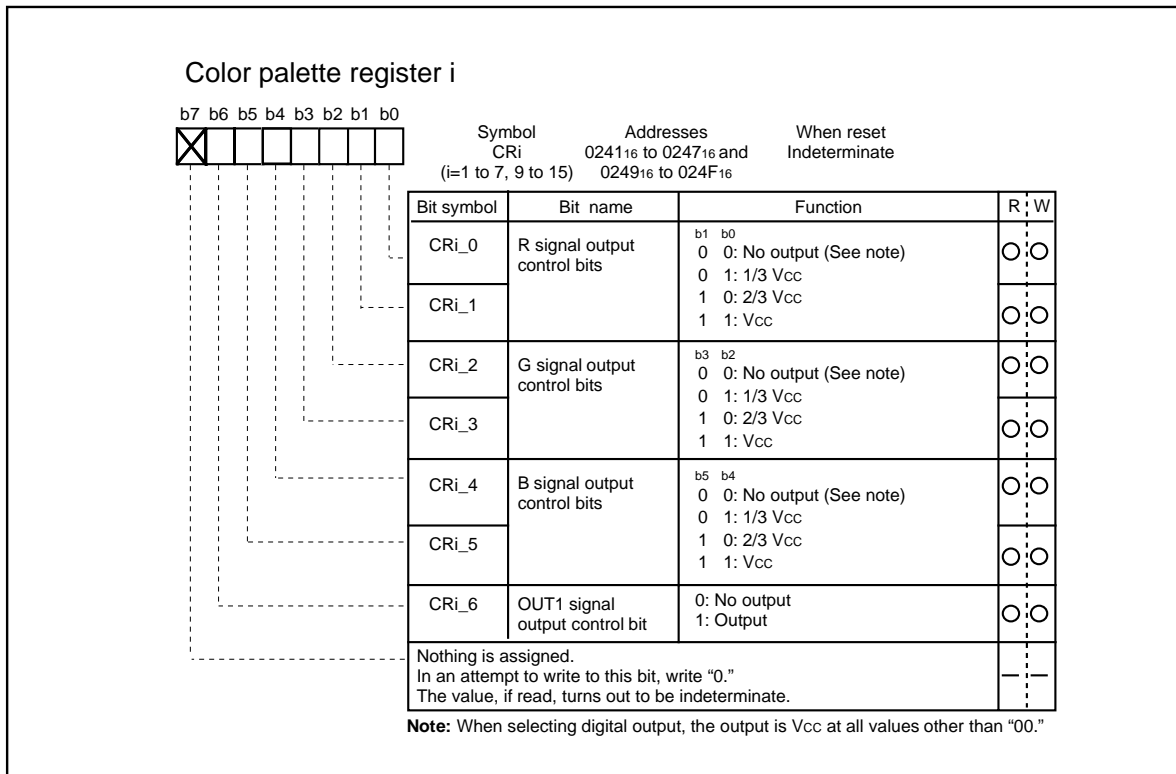 Color palette register i
b7 b6 b5 b4 b3 b2 b1 b0
Symbol Addresses When reset
CRi 024116 to 024716 and Indeterminate
(i=1 to 7, 9 to 15) 024916 to 024F16
Bit symbol Bit name Function R W
CRi_0 R signal output control bits
b1 b0
0 0: No output (See note)
0 1: 1/3 VCC
1 0: 2/3 VCC
1 1: VCC
CRi_1
CRi_2 G signal output control bits
b3 b2
0 0: No output (See note)
0 1: 1/3 VCC
1 0: 2/3 VCC
1 1: VCC
CRi_3
CRi_4 B signal output control bits
b5 b4
0 0: No output (See note)
0 1: 1/3 VCC
1 0: 2/3 VCC
1 1: VCC
CRi_5
CRi_6 OUT1 signal output control bit
0: No output
1: Output
Nothing is assigned.
In an attempt to write to this bit, write “0.”
The value, if read, turns out to be indeterminate.
Note: When selecting digital output, the output is VCC at all values other than “00.”